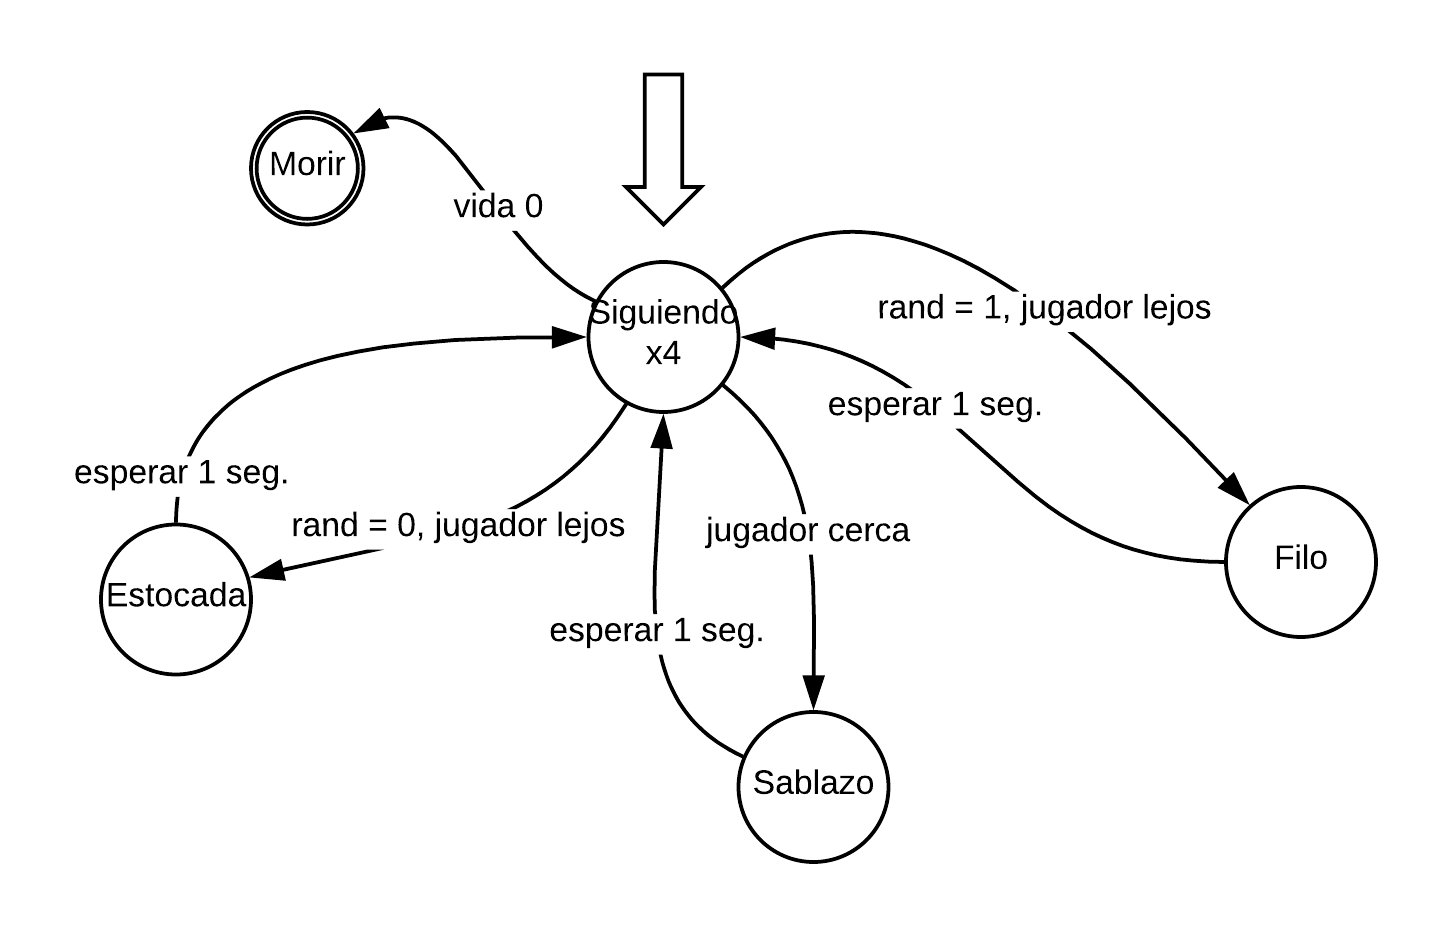 Morir
vida 0
Siguiendo
x4
rand = 1, jugador lejos
esperar 1 seg.
esperar 1 seg.
rand = 0, jugador lejos
jugador cerca
Filo
Estocada
esperar 1 seg.
Sablazo